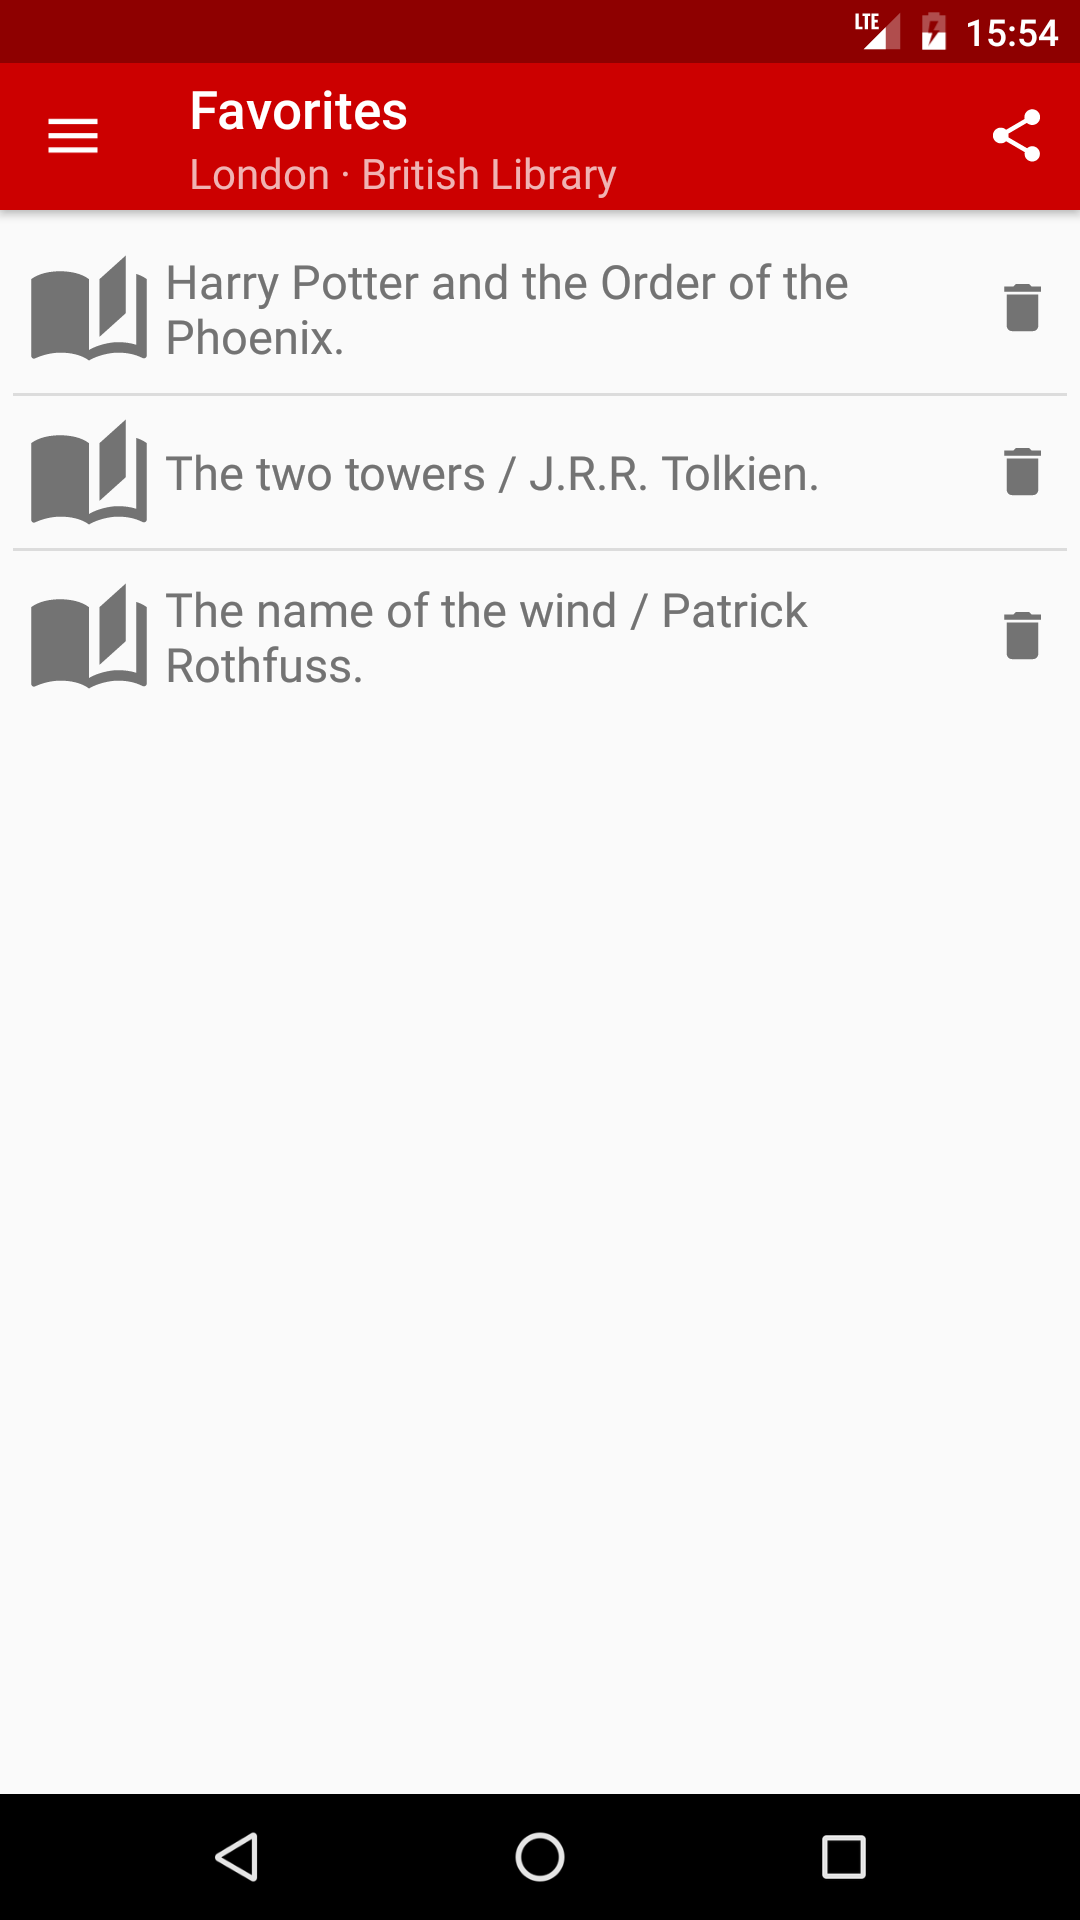 LTE 15:54
Favorites
London · British Library
Harry Potter and the Order of the
Phoenix.
The two towers / J.R.R. Tolkien.
The name of the wind / Patrick
Rothfuss.